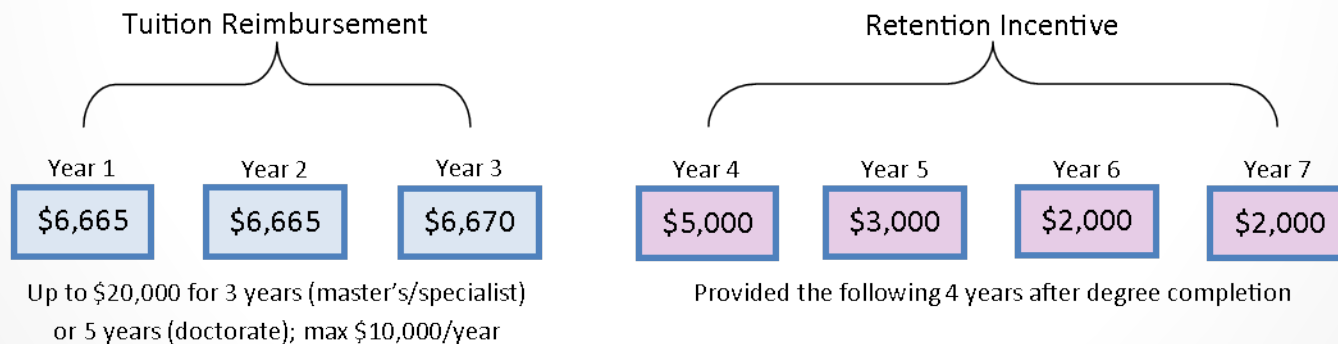 Tuition Reimbursement
Year 1 Year 2 Year 3
$6,665 $6,665 $6,670
Up to $20,000 for 3 years (master's/specialist)
or 5 years (doctorate); max $10,000/year
Retention Incentive
Year 4 Year 5 Year 6 Year 7
$5,000 $3,000 $2,000 $2,000
Provided the following 4 years after degree completion